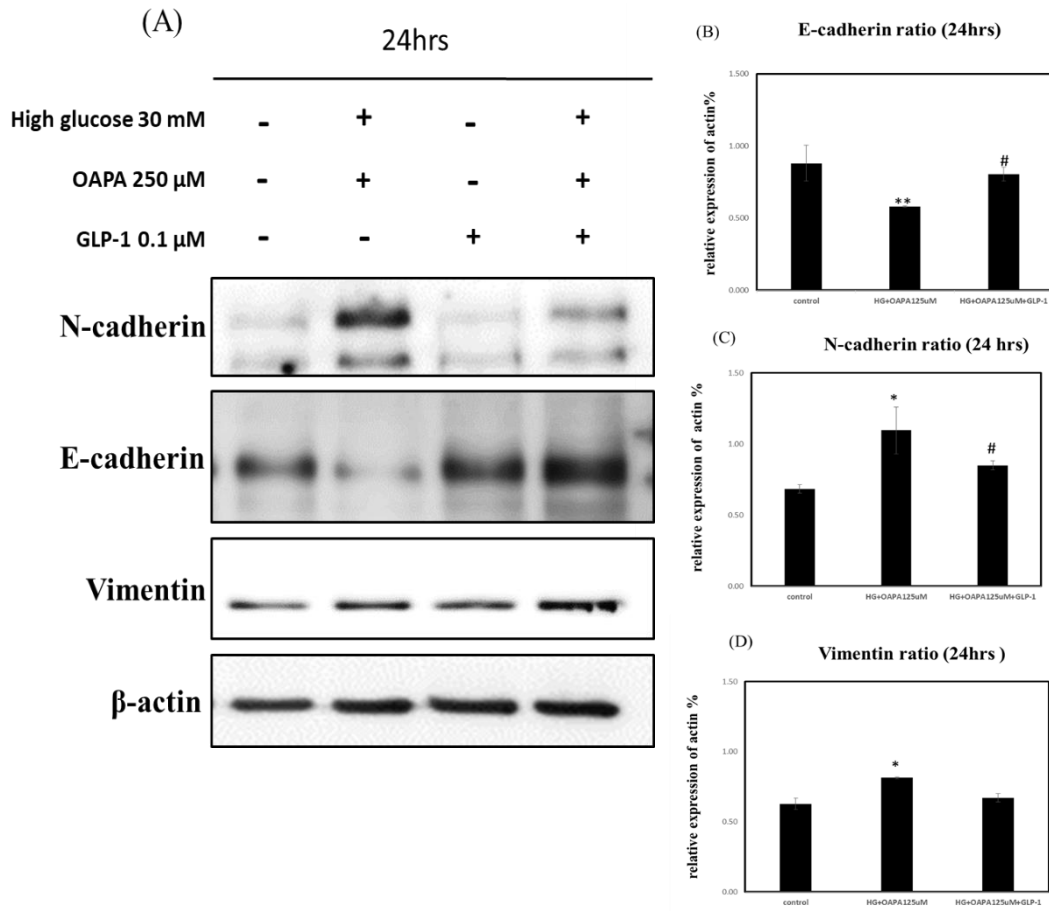 (A)
24hrs
High glucose 30 mM - + - +
OAPA 250 µM - + - +
GLP-1 0.1 µM - - + +
N-cadherin
E-cadherin
Vimentin
β-actin
(B)
E-cadherin ratio (24hrs)
relative expression of actin%
1.500
1.000
0.500
0.000
**
#
control HG+OAPA125uM HG+OAPA125uM+GLP-1
(C)
N-cadherin ratio (24 hrs)
relative expression of actin %
1.50
1.00
0.50
0.00
*
#
control HG+OAPA125uM HG+OAPA125uM+GLP-1
(D)
Vimentin ratio (24hrs )
relative expression of actin %
1.50
1.00
0.50
0.00
*
control HG+OAPA125uM HG+OAPA125uM+GLP-1